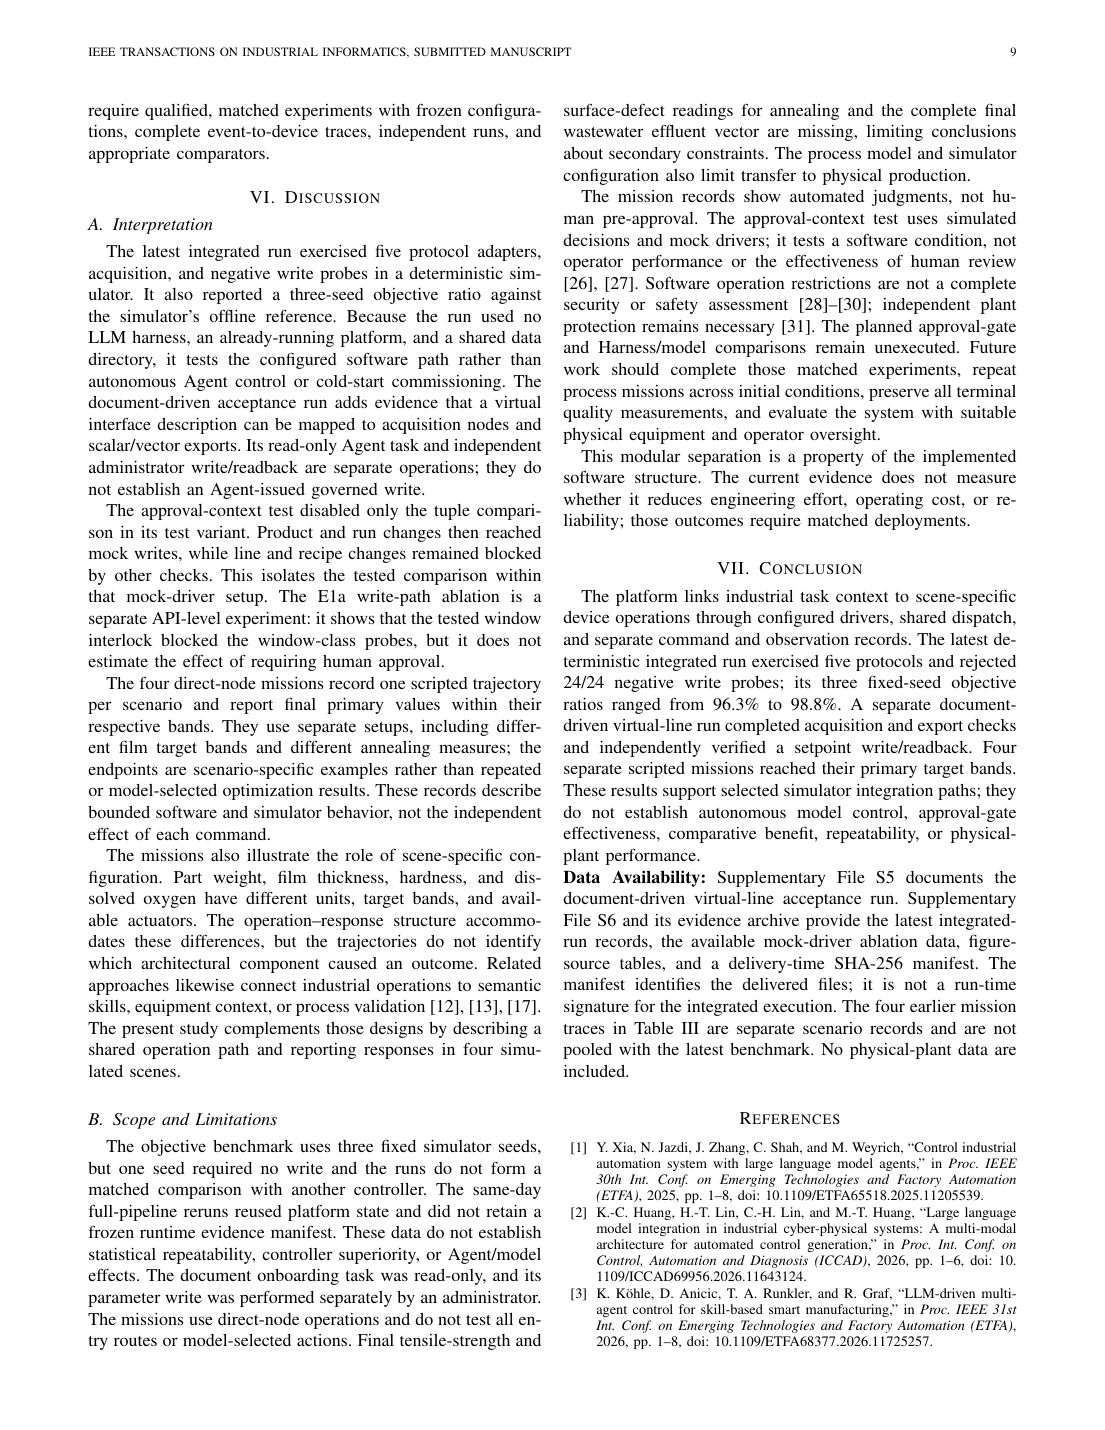 IEEE TRANSACTIONS ON INDUSTRIAL INFORMATICS, SUBMITTED MANUSCRIPT 9
require qualified, matched experiments with frozen configura-
tions, complete event-to-device traces, independent runs, and
appropriate comparators.
VI. DISCUSSION
A. Interpretation
The latest integrated run exercised five protocol adapters,
acquisition, and negative write probes in a deterministic sim-
ulator. It also reported a three-seed objective ratio against
the simulator's offline reference. Because the run used no
LLM harness, an already-running platform, and a shared data
directory, it tests the configured software path rather than
autonomous Agent control or cold-start commissioning. The
document-driven acceptance run adds evidence that a virtual
interface description can be mapped to acquisition nodes and
scalar/vector exports. Its read-only Agent task and independent
administrator write/readback are separate operations; they do
not establish an Agent-issued governed write.
The approval-context test disabled only the tuple compari-
son in its test variant. Product and run changes then reached
mock writes, while line and recipe changes remained blocked
by other checks. This isolates the tested comparison within
that mock-driver setup. The E1a write-path ablation is a
separate API-level experiment: it shows that the tested window
interlock blocked the window-class probes, but it does not
estimate the effect of requiring human approval.
The four direct-node missions record one scripted trajectory
per scenario and report final primary values within their
respective bands. They use separate setups, including differ-
ent film target bands and different annealing measures; the
endpoints are scenario-specific examples rather than repeated
or model-selected optimization results. These records describe
bounded software and simulator behavior, not the independent
effect of each command.
The missions also illustrate the role of scene-specific con-
figuration. Part weight, film thickness, hardness, and dis-
solved oxygen have different units, target bands, and avail-
able actuators. The operation–response structure accommo-
dates these differences, but the trajectories do not identify
which architectural component caused an outcome. Related
approaches likewise connect industrial operations to semantic
skills, equipment context, or process validation [12], [13], [17].
The present study complements those designs by describing a
shared operation path and reporting responses in four simu-
lated scenes.
B. Scope and Limitations
The objective benchmark uses three fixed simulator seeds,
but one seed required no write and the runs do not form a
matched comparison with another controller. The same-day
full-pipeline reruns reused platform state and did not retain a
frozen runtime evidence manifest. These data do not establish
statistical repeatability, controller superiority, or Agent/model
effects. The document onboarding task was read-only, and its
parameter write was performed separately by an administrator.
The missions use direct-node operations and do not test all en-
try routes or model-selected actions. Final tensile-strength and
surface-defect readings for annealing and the complete final
wastewater effluent vector are missing, limiting conclusions
about secondary constraints. The process model and simulator
configuration also limit transfer to physical production.
The mission records show automated judgments, not hu-
man pre-approval. The approval-context test uses simulated
decisions and mock drivers; it tests a software condition, not
operator performance or the effectiveness of human review
[26], [27]. Software operation restrictions are not a complete
security or safety assessment [28]–[30]; independent plant
protection remains necessary [31]. The planned approval-gate
and Harness/model comparisons remain unexecuted. Future
work should complete those matched experiments, repeat
process missions across initial conditions, preserve all terminal
quality measurements, and evaluate the system with suitable
physical equipment and operator oversight.
This modular separation is a property of the implemented
software structure. The current evidence does not measure
whether it reduces engineering effort, operating cost, or re-
liability; those outcomes require matched deployments.
VII. CONCLUSION
The platform links industrial task context to scene-specific
device operations through configured drivers, shared dispatch,
and separate command and observation records. The latest de-
terministic integrated run exercised five protocols and rejected
24/24 negative write probes; its three fixed-seed objective
ratios ranged from 96.3% to 98.8%. A separate document-
driven virtual-line run completed acquisition and export checks
and independently verified a setpoint write/readback. Four
separate scripted missions reached their primary target bands.
These results support selected simulator integration paths; they
do not establish autonomous model control, approval-gate
effectiveness, comparative benefit, repeatability, or physical-
plant performance.
Data Availability: Supplementary File S5 documents the
document-driven virtual-line acceptance run. Supplementary
File S6 and its evidence archive provide the latest integrated-
run records, the available mock-driver ablation data, figure-
source tables, and a delivery-time SHA-256 manifest. The
manifest identifies the delivered files; it is not a run-time
signature for the integrated execution. The four earlier mission
traces in Table III are separate scenario records and are not
pooled with the latest benchmark. No physical-plant data are
included.
REFERENCES
[1] Y. Xia, N. Jazdi, J. Zhang, C. Shah, and M. Weyrich, “Control industrial
automation system with large language model agents,” in Proc. IEEE
30th Int. Conf. on Emerging Technologies and Factory Automation
(ETFA), 2025, pp. 1–8, doi: 10.1109/ETFA65518.2025.11205539.
[2] K.-C. Huang, H.-T. Lin, C.-H. Lin, and M.-T. Huang, “Large language
model integration in industrial cyber-physical systems: A multi-modal
architecture for automated control generation,” in Proc. Int. Conf. on
Control, Automation and Diagnosis (ICCAD), 2026, pp. 1–6, doi: 10.
1109/ICCAD69956.2026.11643124.
[3] K. Köhle, D. Anicic, T. A. Runkler, and R. Graf, “LLM-driven multi-
agent control for skill-based smart manufacturing,” in Proc. IEEE 31st
Int. Conf. on Emerging Technologies and Factory Automation (ETFA),
2026, pp. 1–8, doi: 10.1109/ETFA68377.2026.11725257.